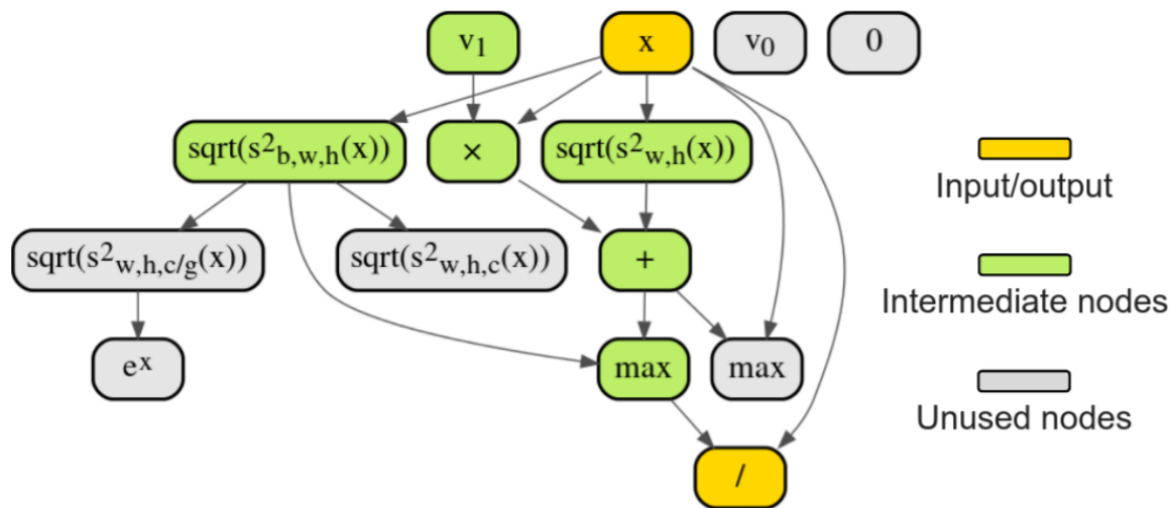 v₁ x v₀ 0
sqrt(s²b,w,h(x)) × sqrt(s²w,h(x))
Input/output
sqrt(s²w,h,c/g(x)) sqrt(s²w,h,c(x)) +
Intermediate nodes
eˣ max max
Unused nodes
/